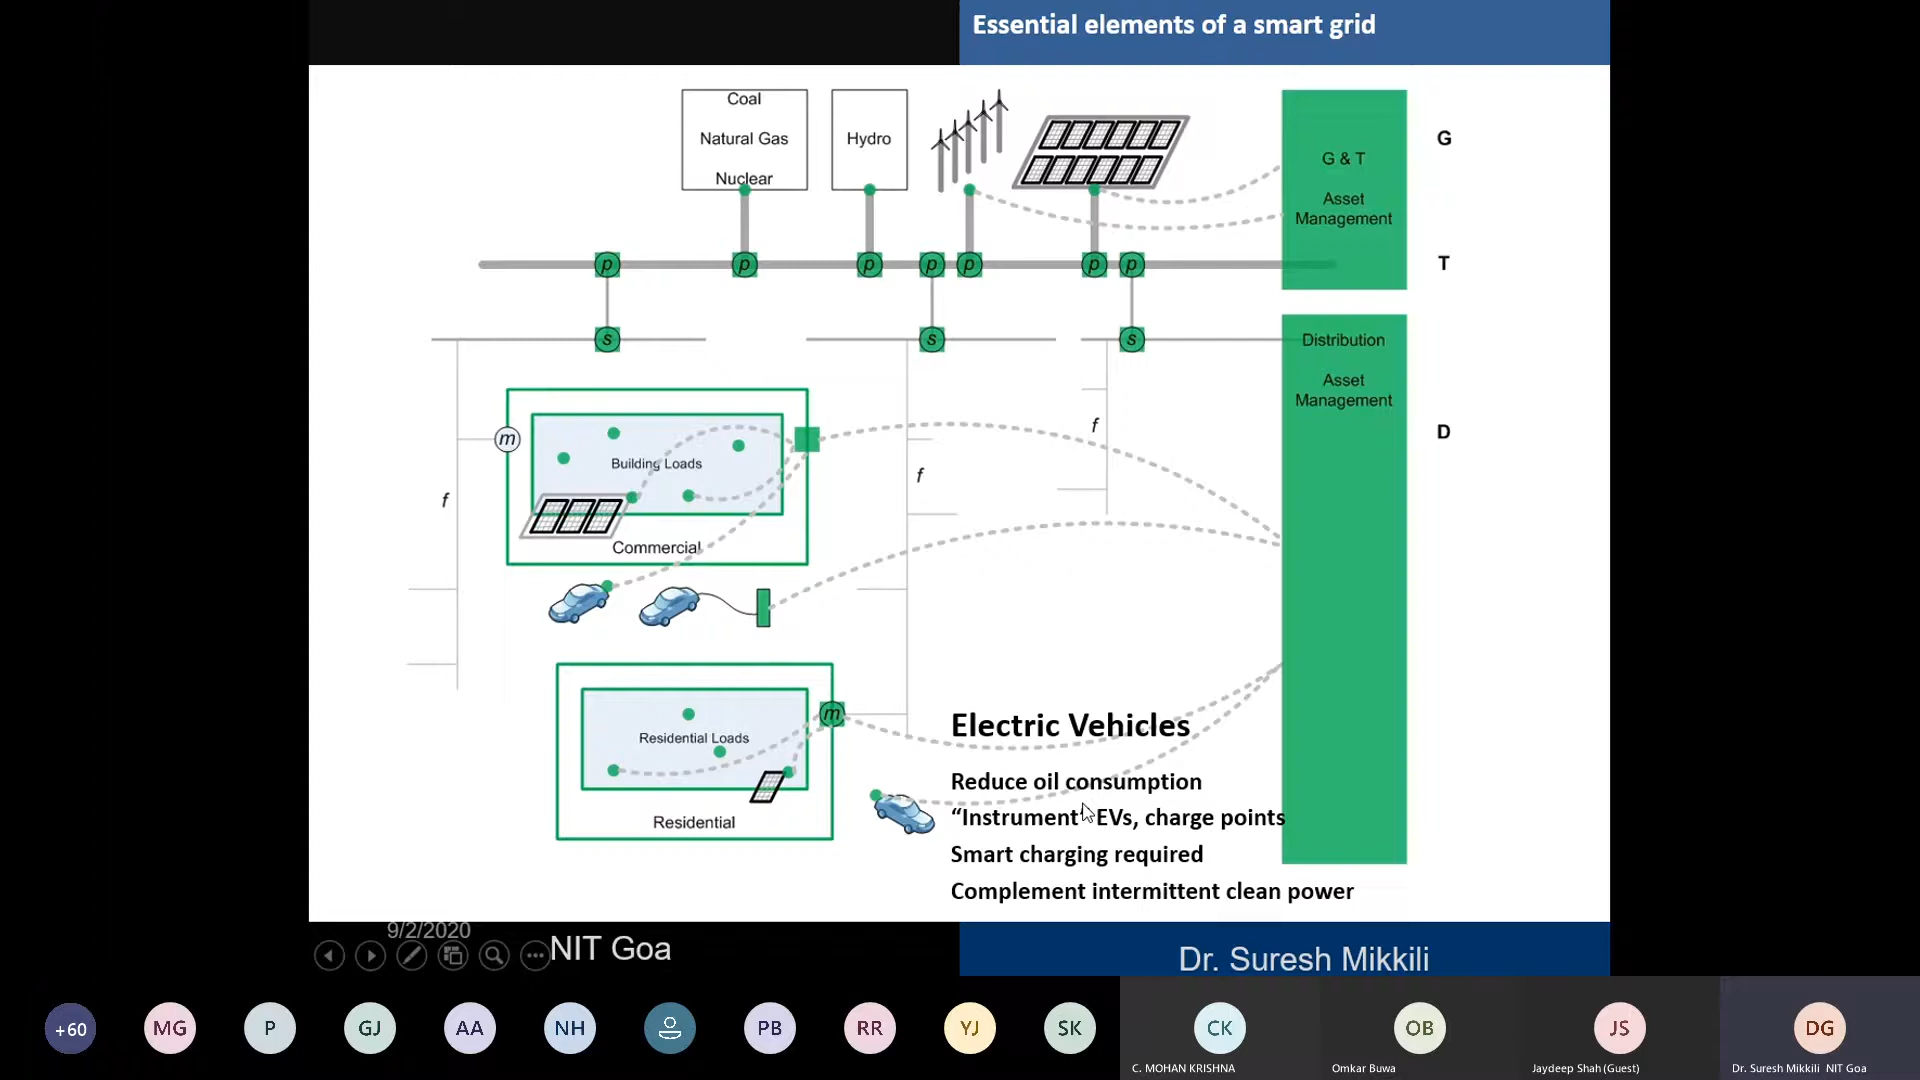 Essential elements of a smart grid
Coal
Natural Gas
Nuclear
Hydro
G & T
Asset
Management
G
T
p
p
p
p
p
p
p
s
s
s
Distribution
Asset
Management
D
m
Building Loads
f
f
f
Commercial
m
Residential Loads
Residential
Electric Vehicles
Reduce oil consumption
“Instrument” EVs, charge points
Smart charging required
Complement intermittent clean power
9/2/2020
NIT Goa
Dr. Suresh Mikkili
+60
MG
P
GJ
AA
NH
PB
RR
YJ
SK
CK
OB
JS
DG
C. MOHAN KRISHNA
Omkar Buwa
Jaydeep Shah (Guest)
Dr. Suresh Mikkili NIT Goa